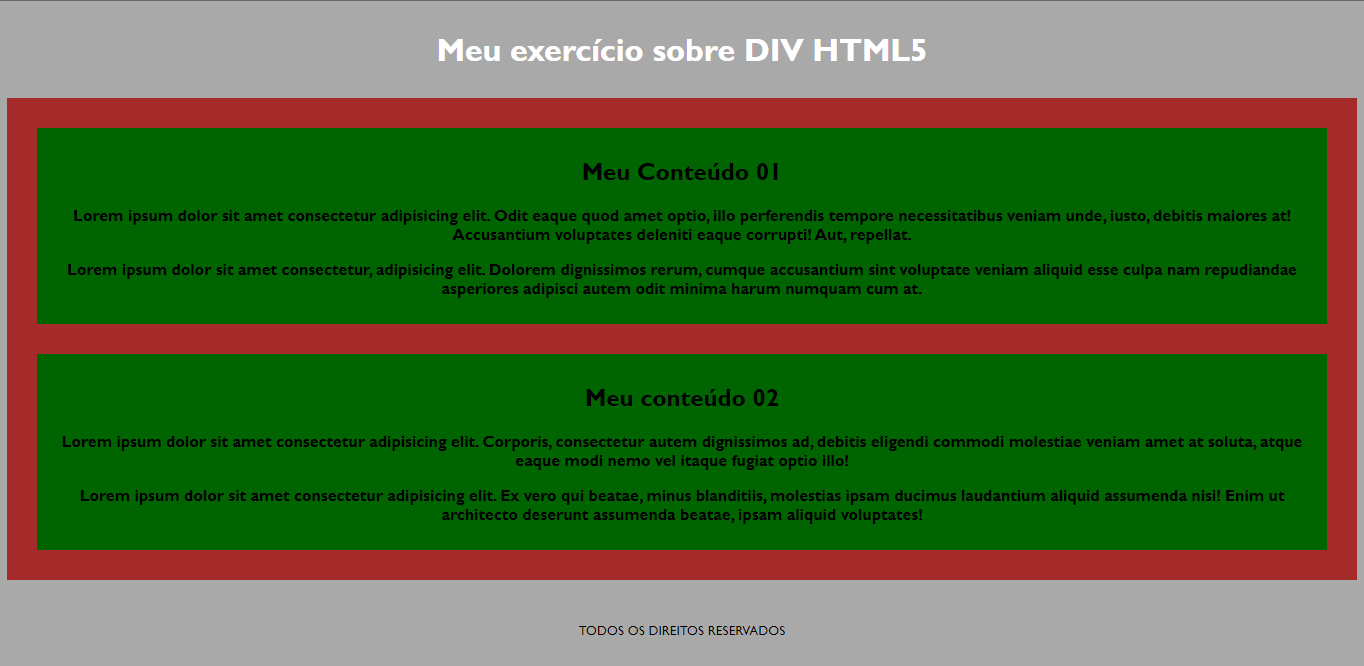 Meu exercício sobre DIV HTML5
Meu Conteúdo 01
Lorem ipsum dolor sit amet consectetur adipisicing elit. Odit eaque quod amet optio, illo perferendis tempore necessitatibus veniam unde, iusto, debitis maiores at!
Accusantium voluptates deleniti eaque corrupti! Aut, repellat.
Lorem ipsum dolor sit amet consectetur, adipisicing elit. Dolorem dignissimos rerum, cumque accusantium sint voluptate veniam aliquid esse culpa nam repudiandae
asperiores adipisci autem odit minima harum numquam cum at.
Meu conteúdo 02
Lorem ipsum dolor sit amet consectetur adipisicing elit. Corporis, consectetur autem dignissimos ad, debitis eligendi commodi molestiae veniam amet at soluta, atque
eaque modi nemo vel itaque fugiat optio illo!
Lorem ipsum dolor sit amet consectetur adipisicing elit. Ex vero qui beatae, minus blanditiis, molestias ipsam ducimus laudantium aliquid assumenda nisi! Enim ut
architecto deserunt assumenda beatae, ipsam aliquid voluptates!
TODOS OS DIREITOS RESERVADOS